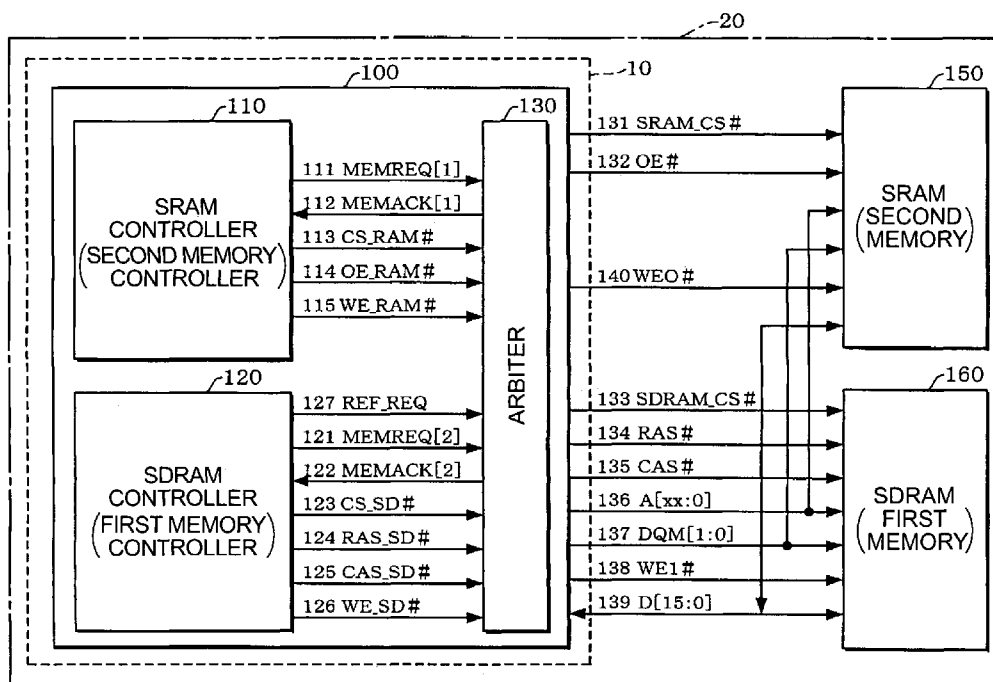 20
10
100
110
130
150
131 SRAM_CS#
132 OE#
111 MEMREQ[1]
112 MEMACK[1]
113 CS_RAM#
114 OE_RAM#
115 WE_RAM#
SRAM
CONTROLLER
(SECOND MEMORY)
CONTROLLER
SRAM
(SECOND)
MEMORY
140 WEO#
ARBITER
120
160
127 REF_REQ
121 MEMREQ[2]
122 MEMACK[2]
123 CS_SD#
124 RAS_SD#
125 CAS_SD#
126 WE_SD#
SDRAM
CONTROLLER
(FIRST MEMORY)
CONTROLLER
133 SDRAM_CS#
134 RAS#
135 CAS#
136 A[xx:0]
137 DQM[1:0]
138 WE1#
139 D[15:0]
SDRAM
(FIRST)
MEMORY